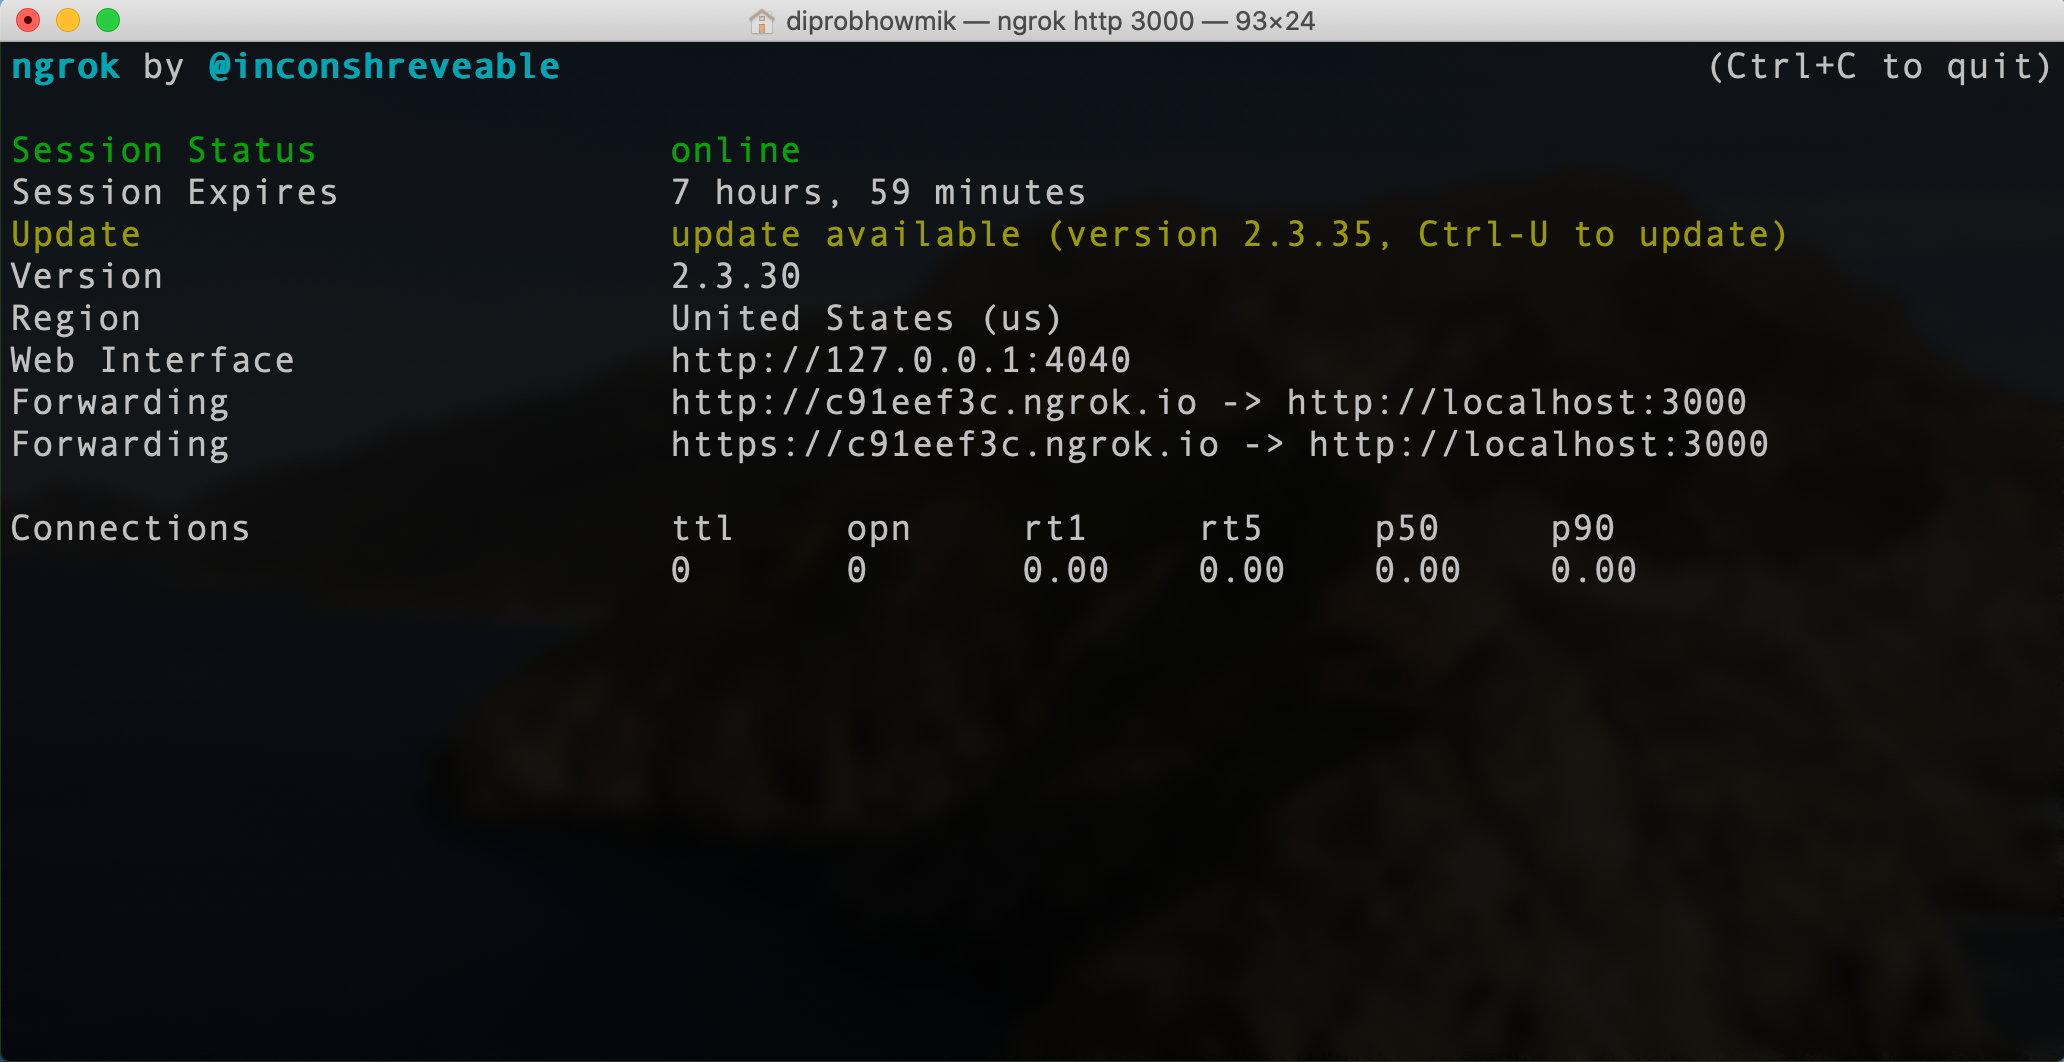 diprobhowmik — ngrok http 3000 — 93×24
ngrok by @inconshreveable (Ctrl+C to quit)
Session Status online
Session Expires 7 hours, 59 minutes
Update update available (version 2.3.35, Ctrl-U to update)
Version 2.3.30
Region United States (us)
Web Interface http://127.0.0.1:4040
Forwarding http://c91eef3c.ngrok.io -> http://localhost:3000
Forwarding https://c91eef3c.ngrok.io -> http://localhost:3000
Connections ttl opn rt1 rt5 p50 p90
0 0 0.00 0.00 0.00 0.00